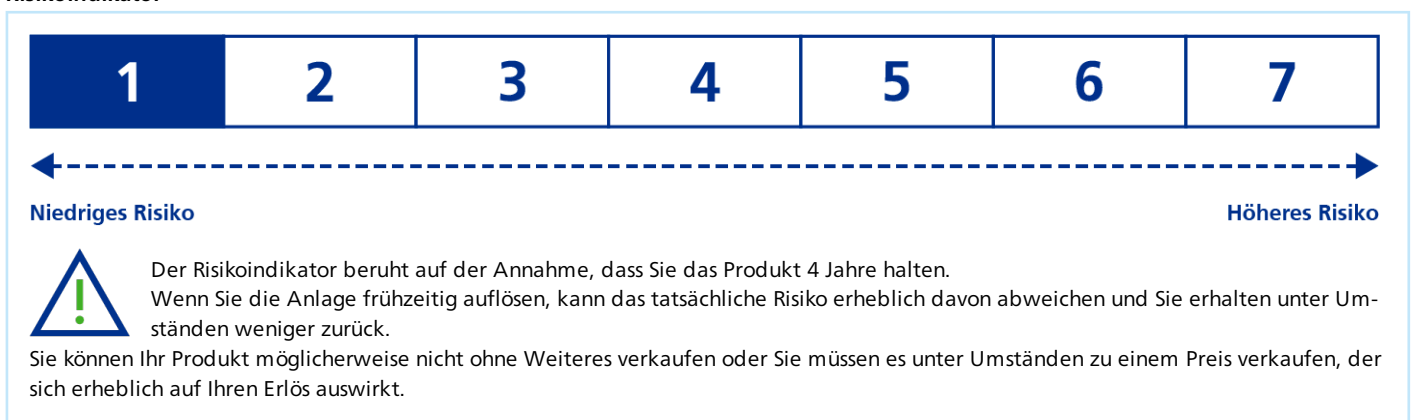 Risikoindikator
1 2 3 4 5 6 7
Niedriges Risiko Höheres Risiko
Der Risikoindikator beruht auf der Annahme, dass Sie das Produkt 4 Jahre halten.
Wenn Sie die Anlage frühzeitig auflösen, kann das tatsächliche Risiko erheblich davon abweichen und Sie erhalten unter Um-
ständen weniger zurück.
Sie können Ihr Produkt möglicherweise nicht ohne Weiteres verkaufen oder Sie müssen es unter Umständen zu einem Preis verkaufen, der
sich erheblich auf Ihren Erlös auswirkt.